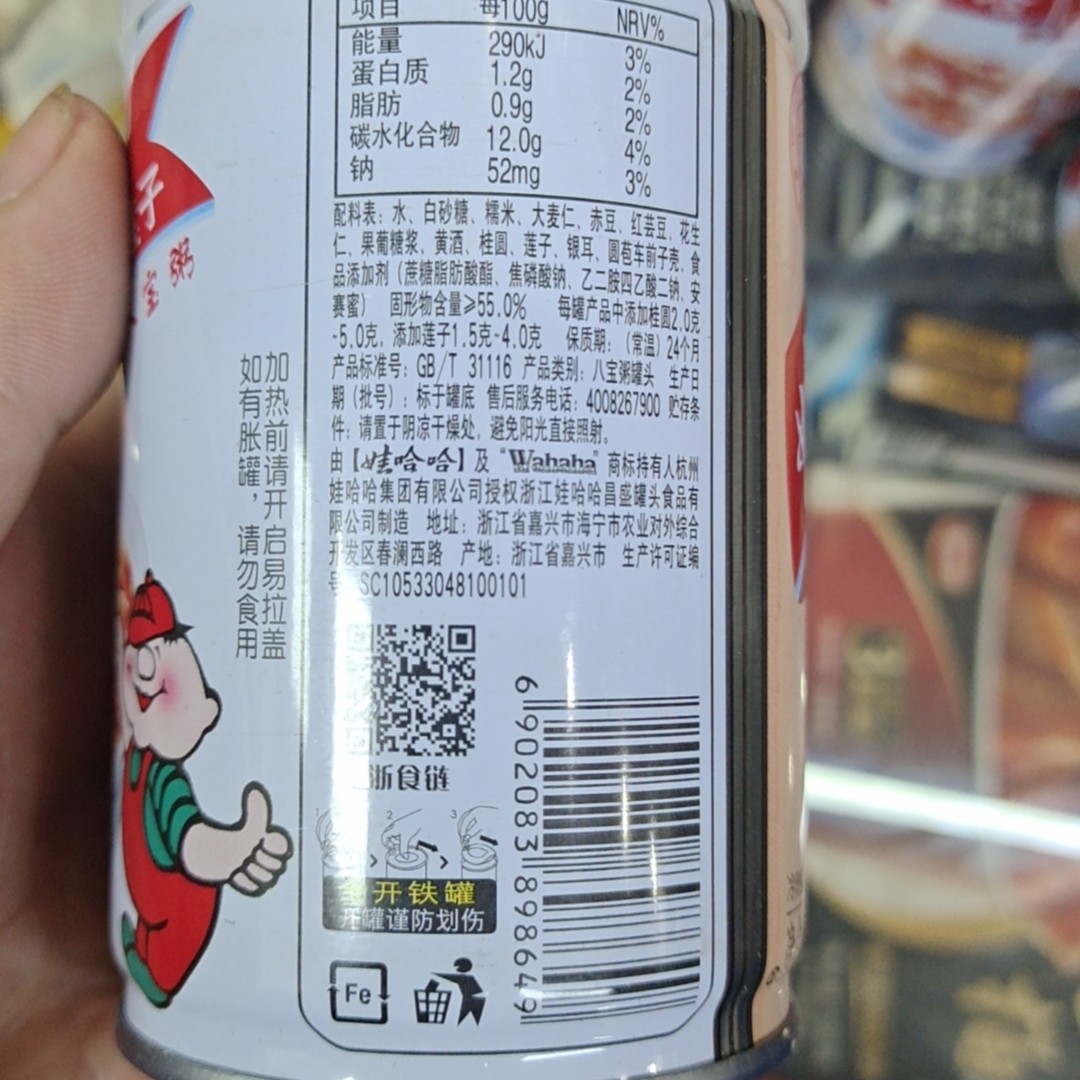 项目 每100g NRV%
能量 290kJ 3%
蛋白质 1.2g 2%
脂肪 0.9g 2%
碳水化合物 12.0g 4%
钠 52mg 3%
配料表：水、白砂糖、糯米、大麦仁、赤豆、红芸豆、花生
仁、果葡糖浆、黄酒、桂圆、莲子、银耳、圆苞车前子壳、食
品添加剂（蔗糖脂肪酸酯、焦磷酸钠、乙二胺四乙酸二钠、安
赛蜜） 固形物含量≥55.0% 每罐产品中添加桂圆2.0克
-5.0克，添加莲子1.5克-4.0克 保质期：（常温）24个月
产品标准号：GB/T 31116 产品类别：八宝粥罐头 生产日
期（批号）：标于罐底 售后服务电话：4008267900 贮存条
件：请置于阴凉干燥处，避免阳光直接照射。
由【娃哈哈】及“Wahaha”商标持有人杭州
娃哈哈集团有限公司授权浙江娃哈哈昌盛罐头食品有
限公司制造 地址：浙江省嘉兴市海宁市农业对外综合
开发区春澜西路 产地：浙江省嘉兴市 生产许可证编
号 SC10533048100101
浙食链
1 2 3
全开铁罐
开罐谨防划伤
Fe
6 902083 898649
加热前请开启易拉盖
如有胀罐，请勿食用
子
宝粥